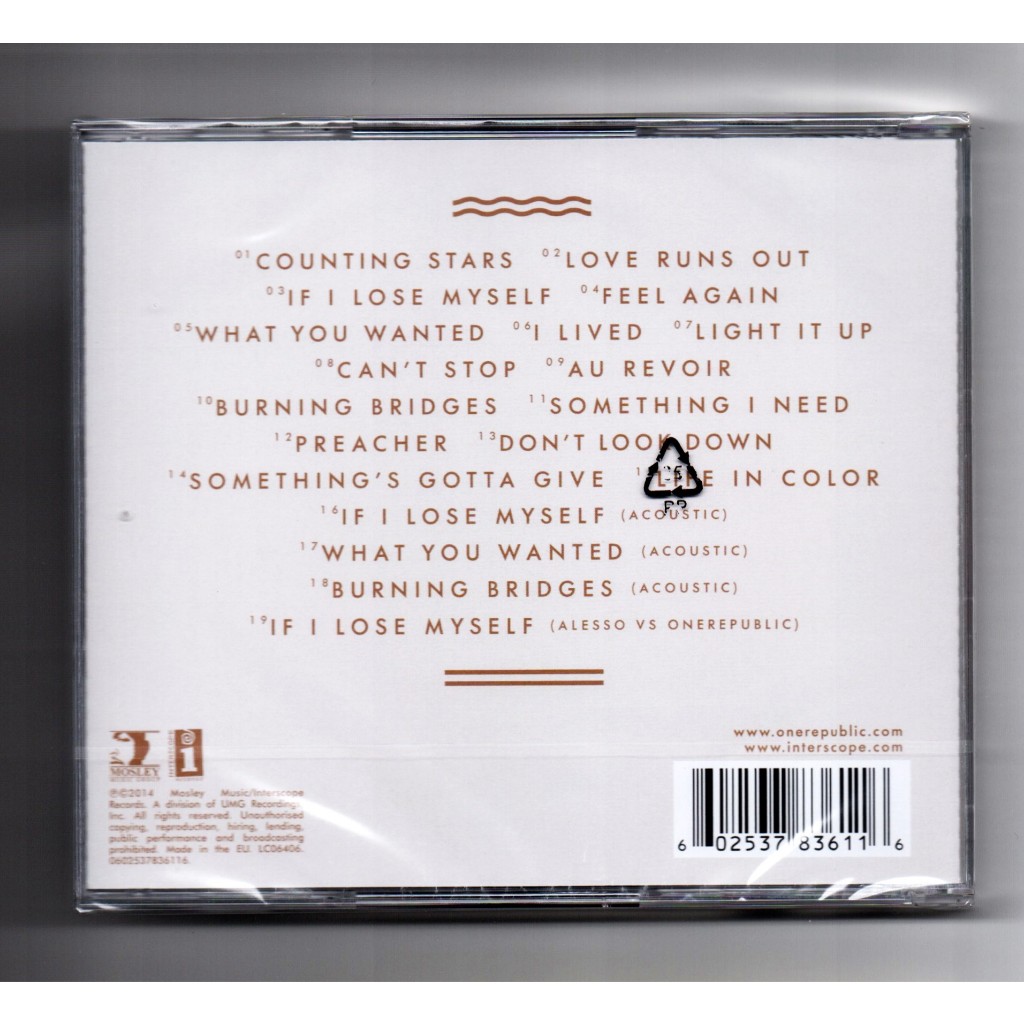 01 COUNTING STARS 02 LOVE RUNS OUT
03 IF I LOSE MYSELF 04 FEEL AGAIN
05 WHAT YOU WANTED 06 I LIVED 07 LIGHT IT UP
08 CAN'T STOP 09 AU REVOIR
10 BURNING BRIDGES 11 SOMETHING I NEED
12 PREACHER 13 DON'T LOOK DOWN
14 SOMETHING'S GOTTA GIVE LIFE IN COLOR
16 IF I LOSE MYSELF (ACOUSTIC)
17 WHAT YOU WANTED (ACOUSTIC)
18 BURNING BRIDGES (ACOUSTIC)
19 IF I LOSE MYSELF (ALESSO VS ONEREPUBLIC)
www.onerepublic.com
www.interscope.com
MOSLEY
MUSIC GROUP
INTERSCOPE
℗©2014 Mosley Music/Interscope
Records. A division of UMG Recordings,
Inc. All rights reserved. Unauthorised
copying, reproduction, hiring, lending,
public performance and broadcasting
prohibited. Made in the EU. LC06406.
0602537836116.
6 02537 83611 6